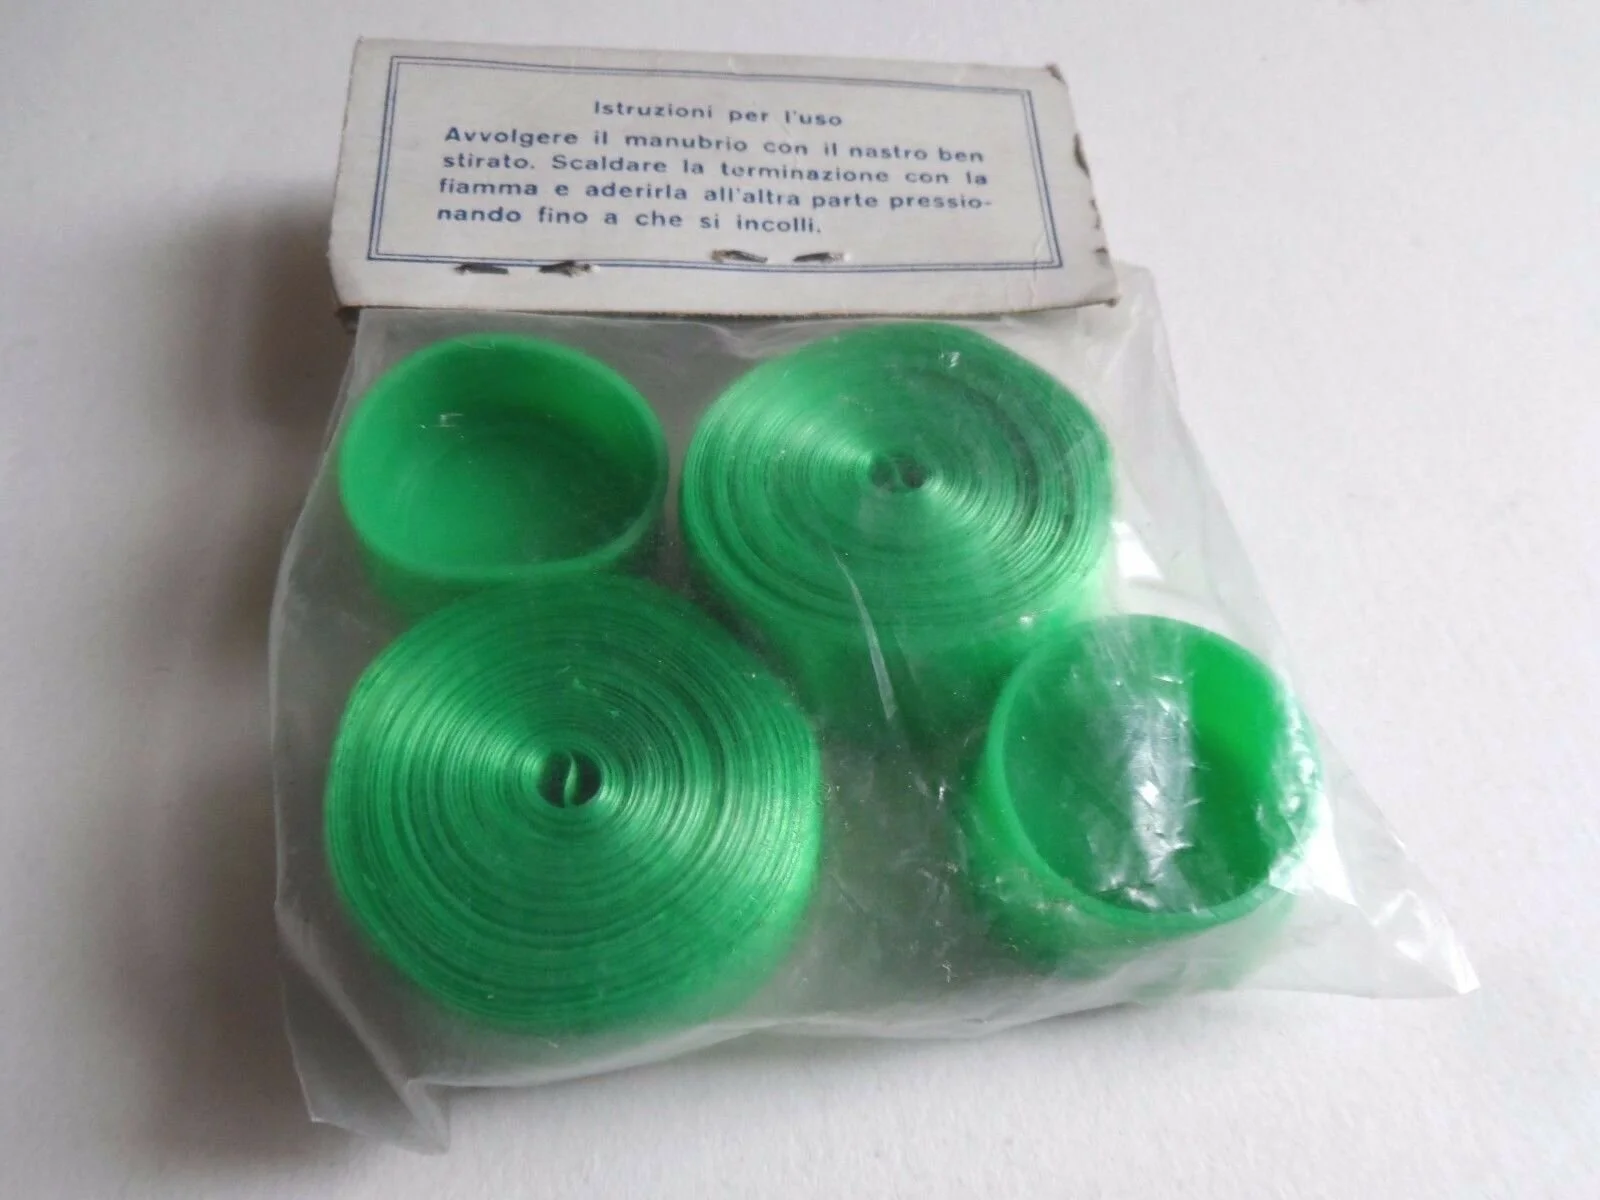 Istruzioni per l'uso
Avvolgere il manubrio con il nastro ben
stirato. Scaldare la terminazione con la
fiamma e aderirla all'altra parte pressio-
nando fino a che si incolli.